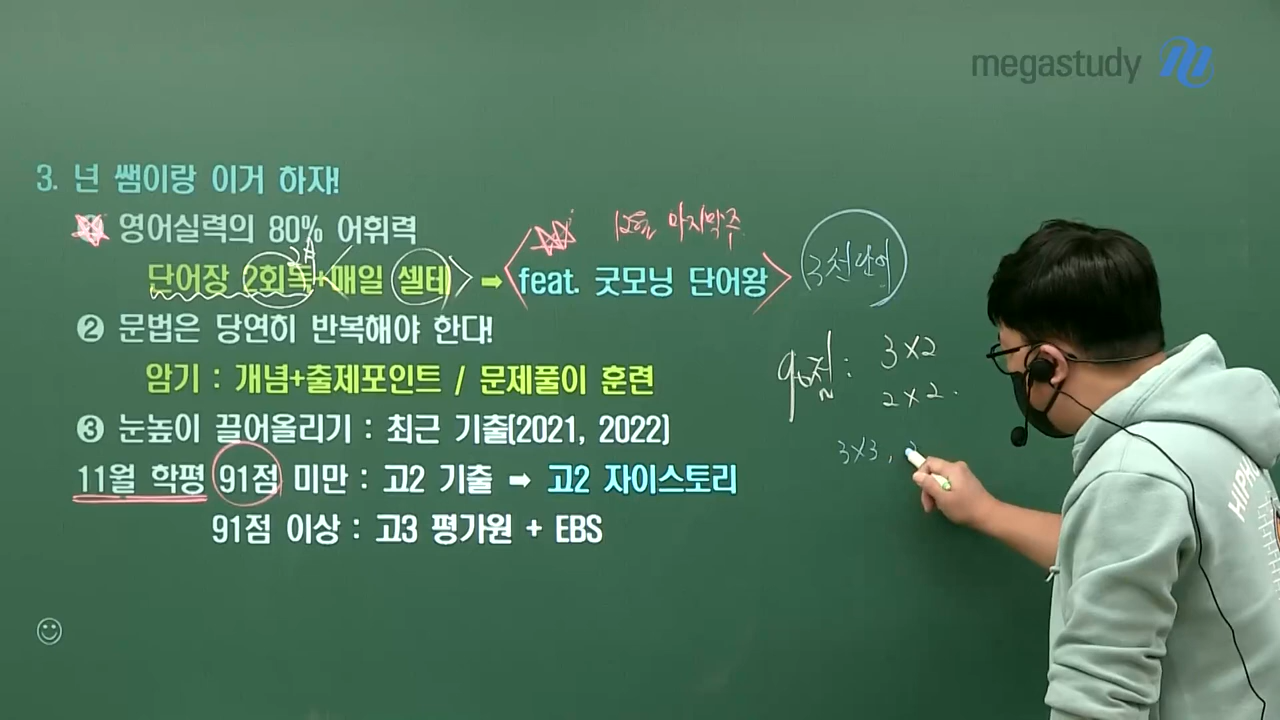 megastudy
3. 넌 쌤이랑 이거 하자!
영어실력의 80% 어휘력
12월 마지막주
단어장 2회독+매일 셀테 ➡ feat. 굿모닝 단어왕
3천단어
❷ 문법은 당연히 반복해야 한다!
3×2
암기 : 개념+출제포인트 / 문제풀이 훈련
2×2.
❸ 눈높이 끌어올리기 : 최근 기출(2021, 2022)
3×3,
11월 학평 91점 미만 : 고2 기출 ➡ 고2 자이스토리
91점 이상 : 고3 평가원 + EBS
HIPH